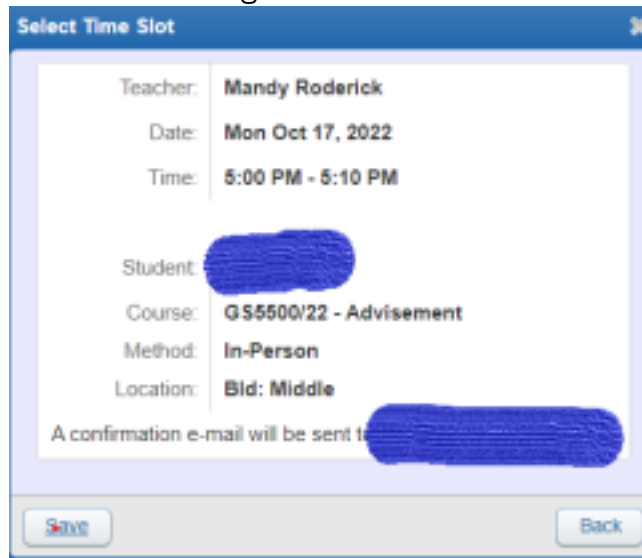 Select Time Slot
Teacher: Mandy Roderick
Date: Mon Oct 17, 2022
Time: 5:00 PM - 5:10 PM
Student:
Course: GS5500/22 - Advisement
Method: In-Person
Location: Bld: Middle
A confirmation e-mail will be sent to
Save Back